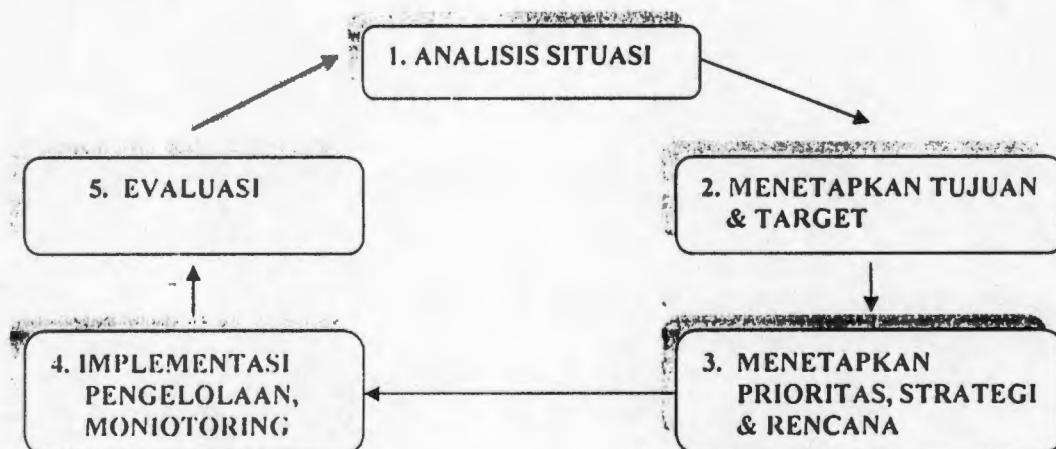 1. ANALISIS SITUASI
2. MENETAPKAN TUJUAN
& TARGET
3. MENETAPKAN
PRIORITAS, STRATEGI
& RENCANA
4. IMPLEMENTASI
PENGELOLAAN,
MONIOTORING
5. EVALUASI